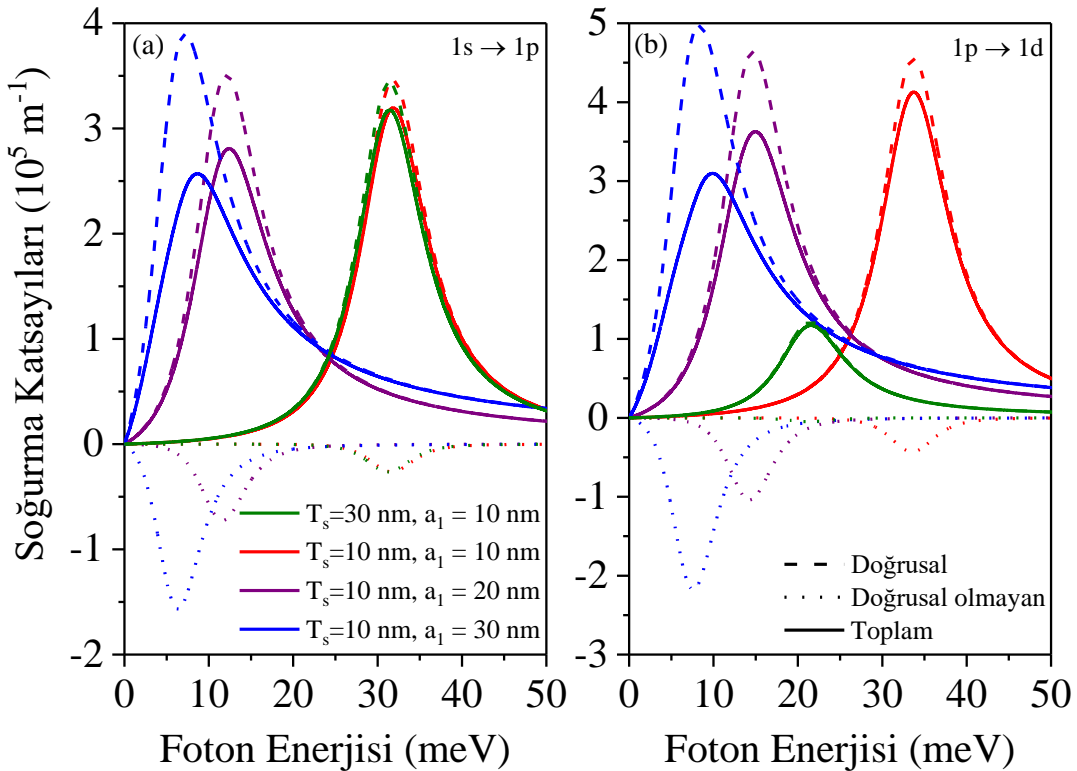 Soğurma Katsayıları (10⁵ m⁻¹)
(a)
1s → 1p
4
3
2
1
0
-1
-2
T_s=30 nm, a_1 = 10 nm
T_s=10 nm, a_1 = 10 nm
T_s=10 nm, a_1 = 20 nm
T_s=10 nm, a_1 = 30 nm
0 10 20 30 40 50
Foton Enerjisi (meV)
(b)
1p → 1d
5
4
3
2
1
0
-1
-2
-3
Doğrusal
Doğrusal olmayan
Toplam
0 10 20 30 40 50
Foton Enerjisi (meV)